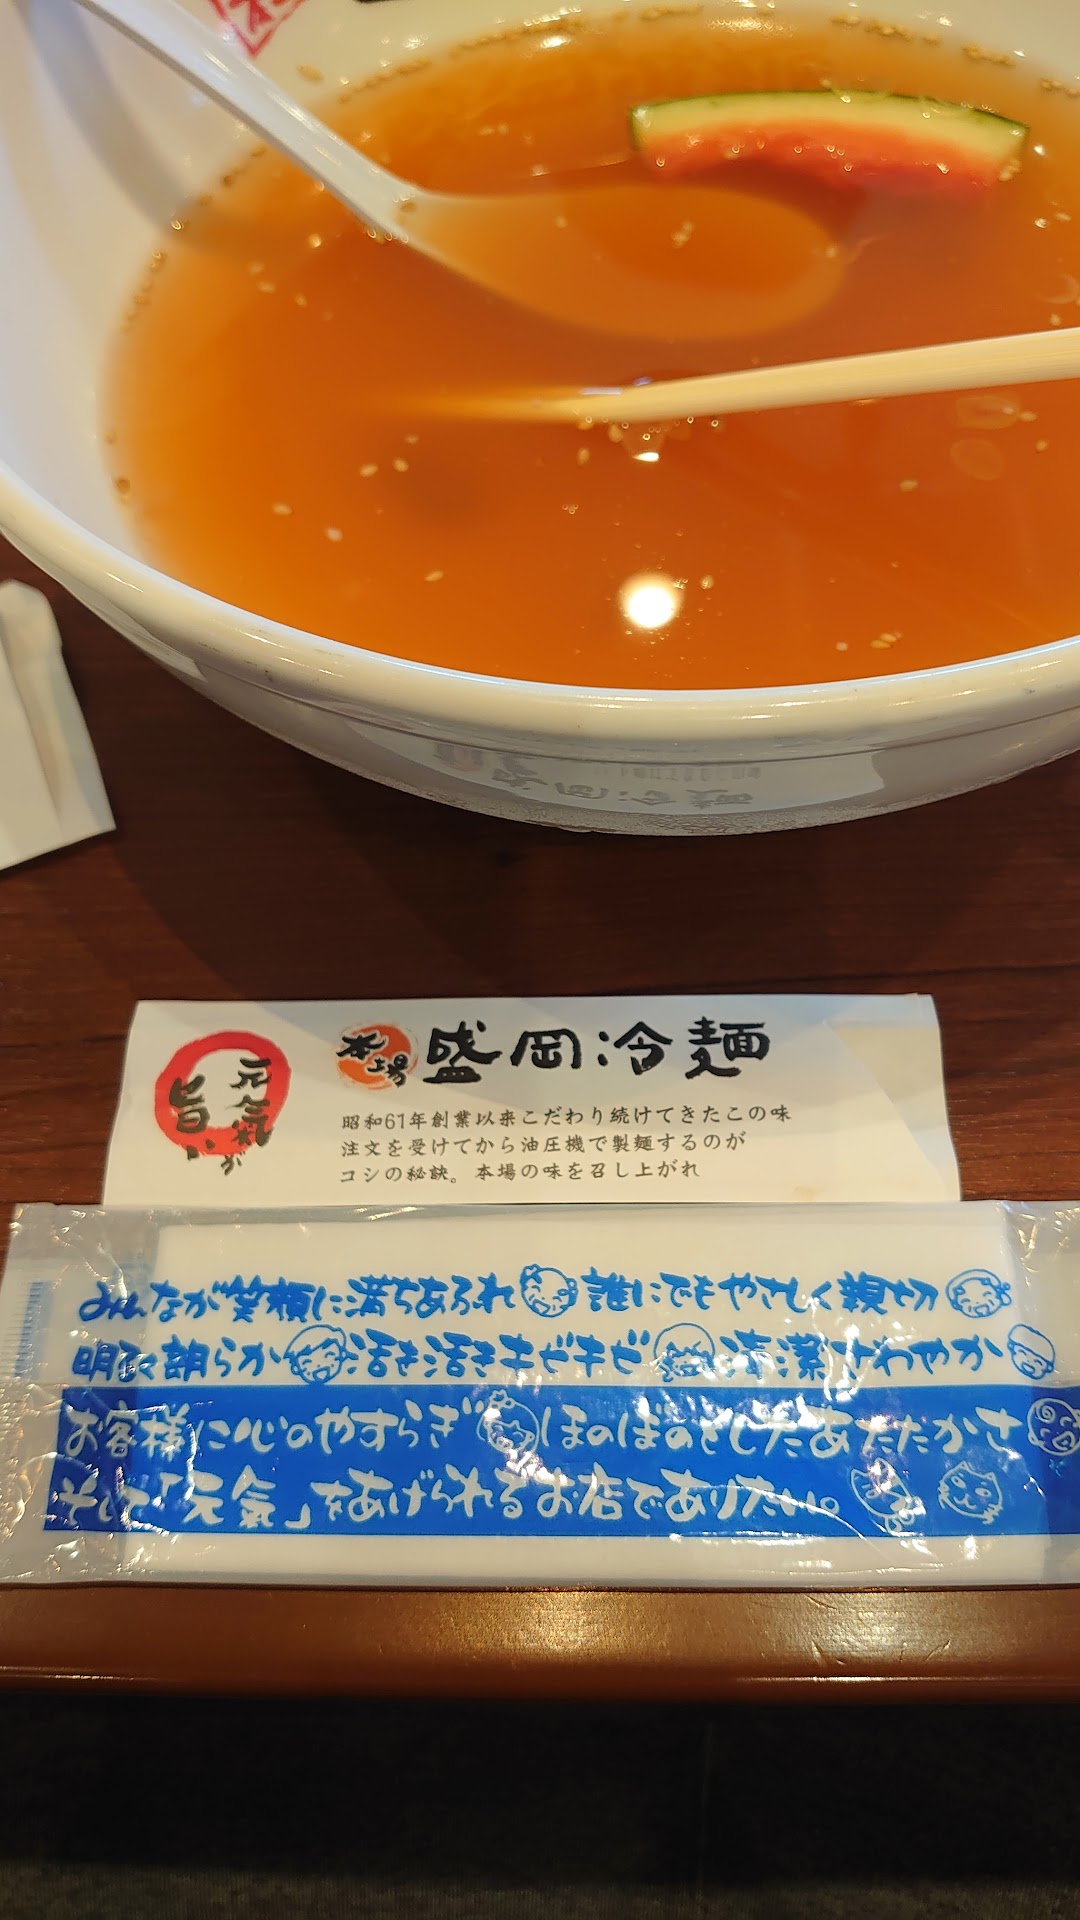 元気が
旨い
本場
盛岡冷麺
昭和61年創業以来こだわり続けてきたこの味
注文を受けてから油圧機で製麺するのが
コシの秘訣。本場の味を召し上がれ
みんなが笑顔に満ちあふれ 誰にでもやさしく親切
明るく朗らか 活き活きキビキビ 清潔さわやか
お客様に心のやすらぎ ほのぼのとしたあたたかさ
そして「元気」をあげられるお店でありたい。